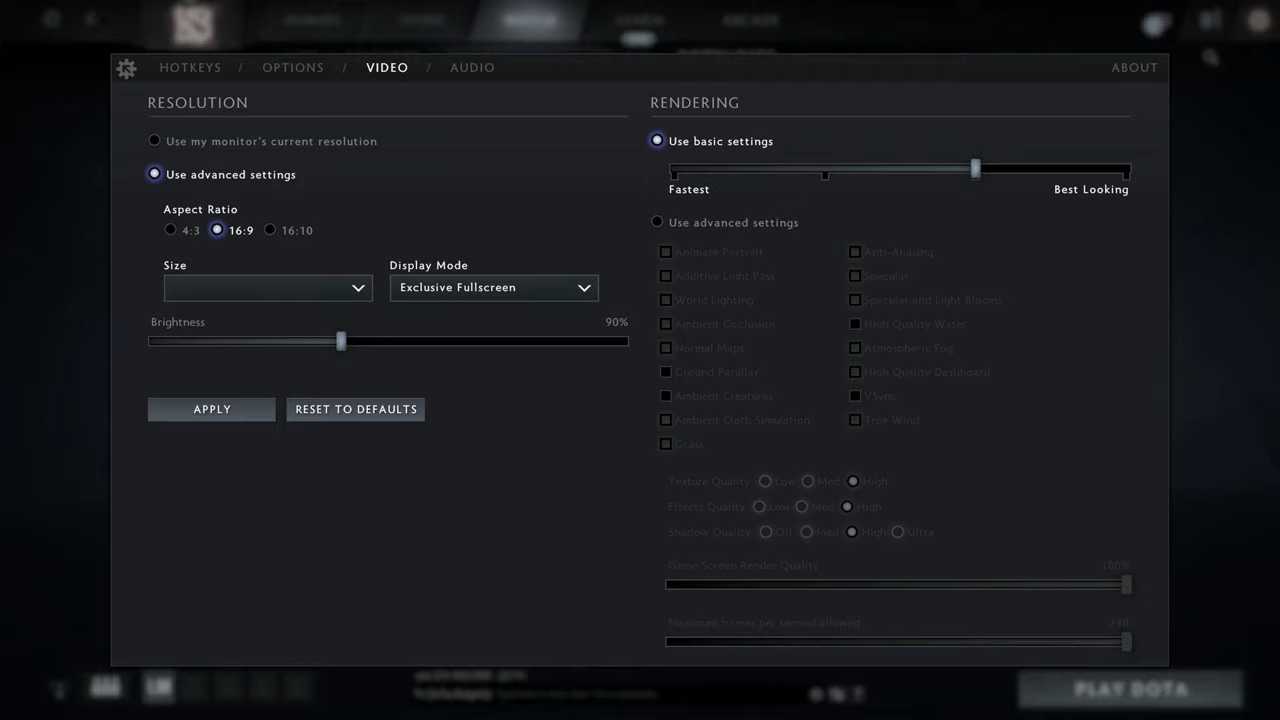 HOTKEYS / OPTIONS / VIDEO / AUDIO ABOUT
RESOLUTION
Use my monitor's current resolution
Use advanced settings
Aspect Ratio
4:3 16:9 16:10
Size Display Mode
Exclusive Fullscreen
Brightness 90%
APPLY RESET TO DEFAULTS
RENDERING
Use basic settings
Fastest Best Looking
Use advanced settings
Animate Portrait Anti-Aliasing
Additive Light Pass Specular
World Lighting Specular and Light Blooms
Ambient Occlusion High Quality Water
Normal Maps Atmospheric Fog
Ground Parallax High Quality Dashboard
Ambient Creatures VSync
Ambient Cloth Simulation Tree Wind
Grass
Texture Quality Low Med High
Effects Quality Low Med High
Shadow Quality Off Med High Ultra
Game Screen Render Quality 100%
Maximum frames per second allowed
PLAY DOTA